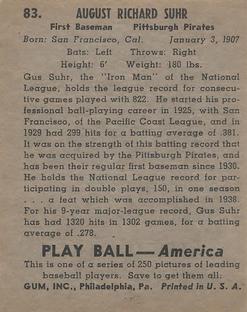 83. AUGUST RICHARD SUHR
First Baseman Pittsburgh Pirates
Born: San Francisco, Cal. January 3, 1907
Bats: Left Throws: Right
Height: 6' Weight: 180 lbs.
Gus Suhr, the "Iron Man" of the National
League, holds the league record for consec-
utive games played with 822. He started his pro-
fessional ball-playing career in 1925, with San
Francisco, of the Pacific Coast League, and in
1929 had 299 hits for a batting average of .381.
It was on the strength of this batting record that
he was acquired by the Pittsburgh Pirates, and
has been their regular first baseman since 1930.
He holds the National League record for par-
ticipating in double plays, 150, in one season
. . . a feat which was accomplished in 1938.
For his 9-year major-league record, Gus Suhr
has had 1320 hits in 1302 games, for a batting
average of .278.
PLAY BALL—America
This is one of a series of 250 pictures of leading
baseball players. Save to get them all.
GUM, INC., Philadelphia, Pa. Printed in U. S. A.